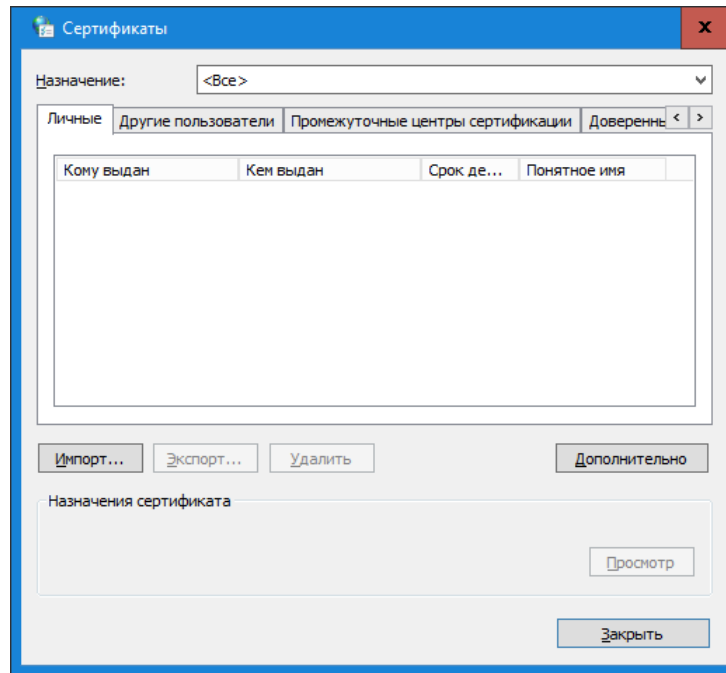 Сертификаты
Назначение: <Все>
Личные Другие пользователи Промежуточные центры сертификации Доверенны
Кому выдан Кем выдан Срок де... Понятное имя
Импорт... Экспорт... Удалить Дополнительно
Назначения сертификата
Просмотр
Закрыть